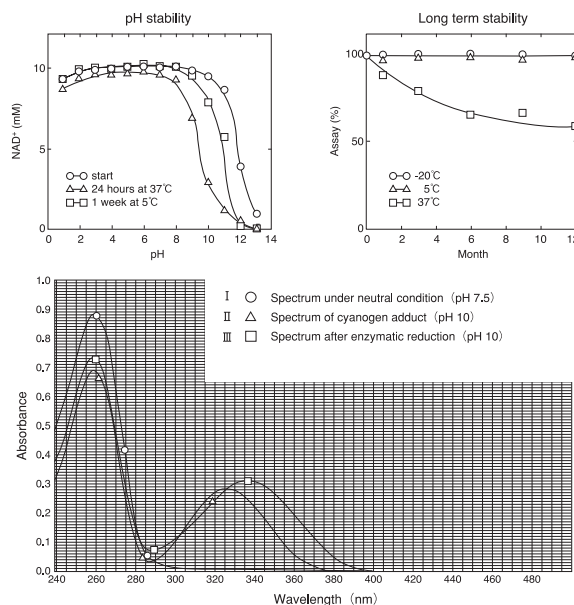 pH stability
NAD⁺ (mM)
10
5
0
start
24 hours at 37℃
1 week at 5℃
0 2 4 6 8 10 12 14
pH
Long term stability
Assay (%)
100
50
0
-20℃
5℃
37℃
0 3 6 9 12
Month
Absorbance
1.0
0.9
0.8
0.7
0.6
0.5
0.4
0.3
0.2
0.1
0.0
I Spectrum under neutral condition (pH 7.5)
II Spectrum of cyanogen adduct (pH 10)
III Spectrum after enzymatic reduction (pH 10)
240 260 280 300 320 340 360 380 400 420 440 460 480
Wavelength (nm)